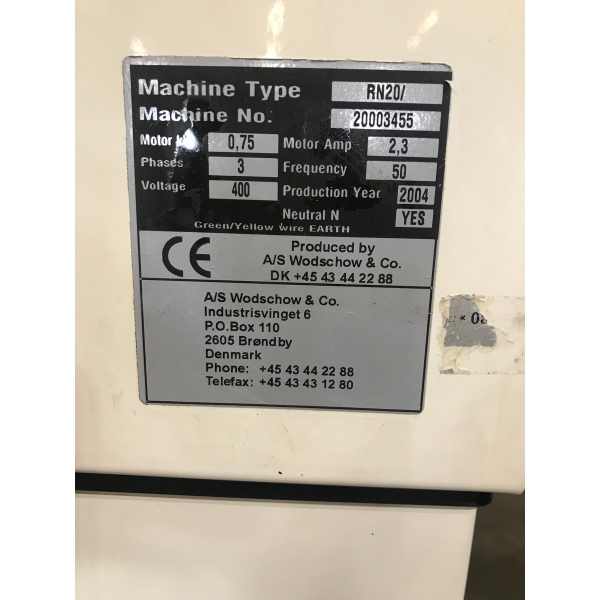 Machine Type RN20/
Machine No. 20003455
Motor k 0,75 Motor Amp 2,3
Phases 3 Frequency 50
Voltage 400 Production Year 2004
Neutral N YES
Green/Yellow wire EARTH
CE Produced by
A/S Wodschow & Co.
DK +45 43 44 22 88
A/S Wodschow & Co.
Industrisvinget 6
P.O.Box 110
2605 Brøndby
Denmark
Phone: +45 43 44 22 88
Telefax: +45 43 43 12 80
* 08